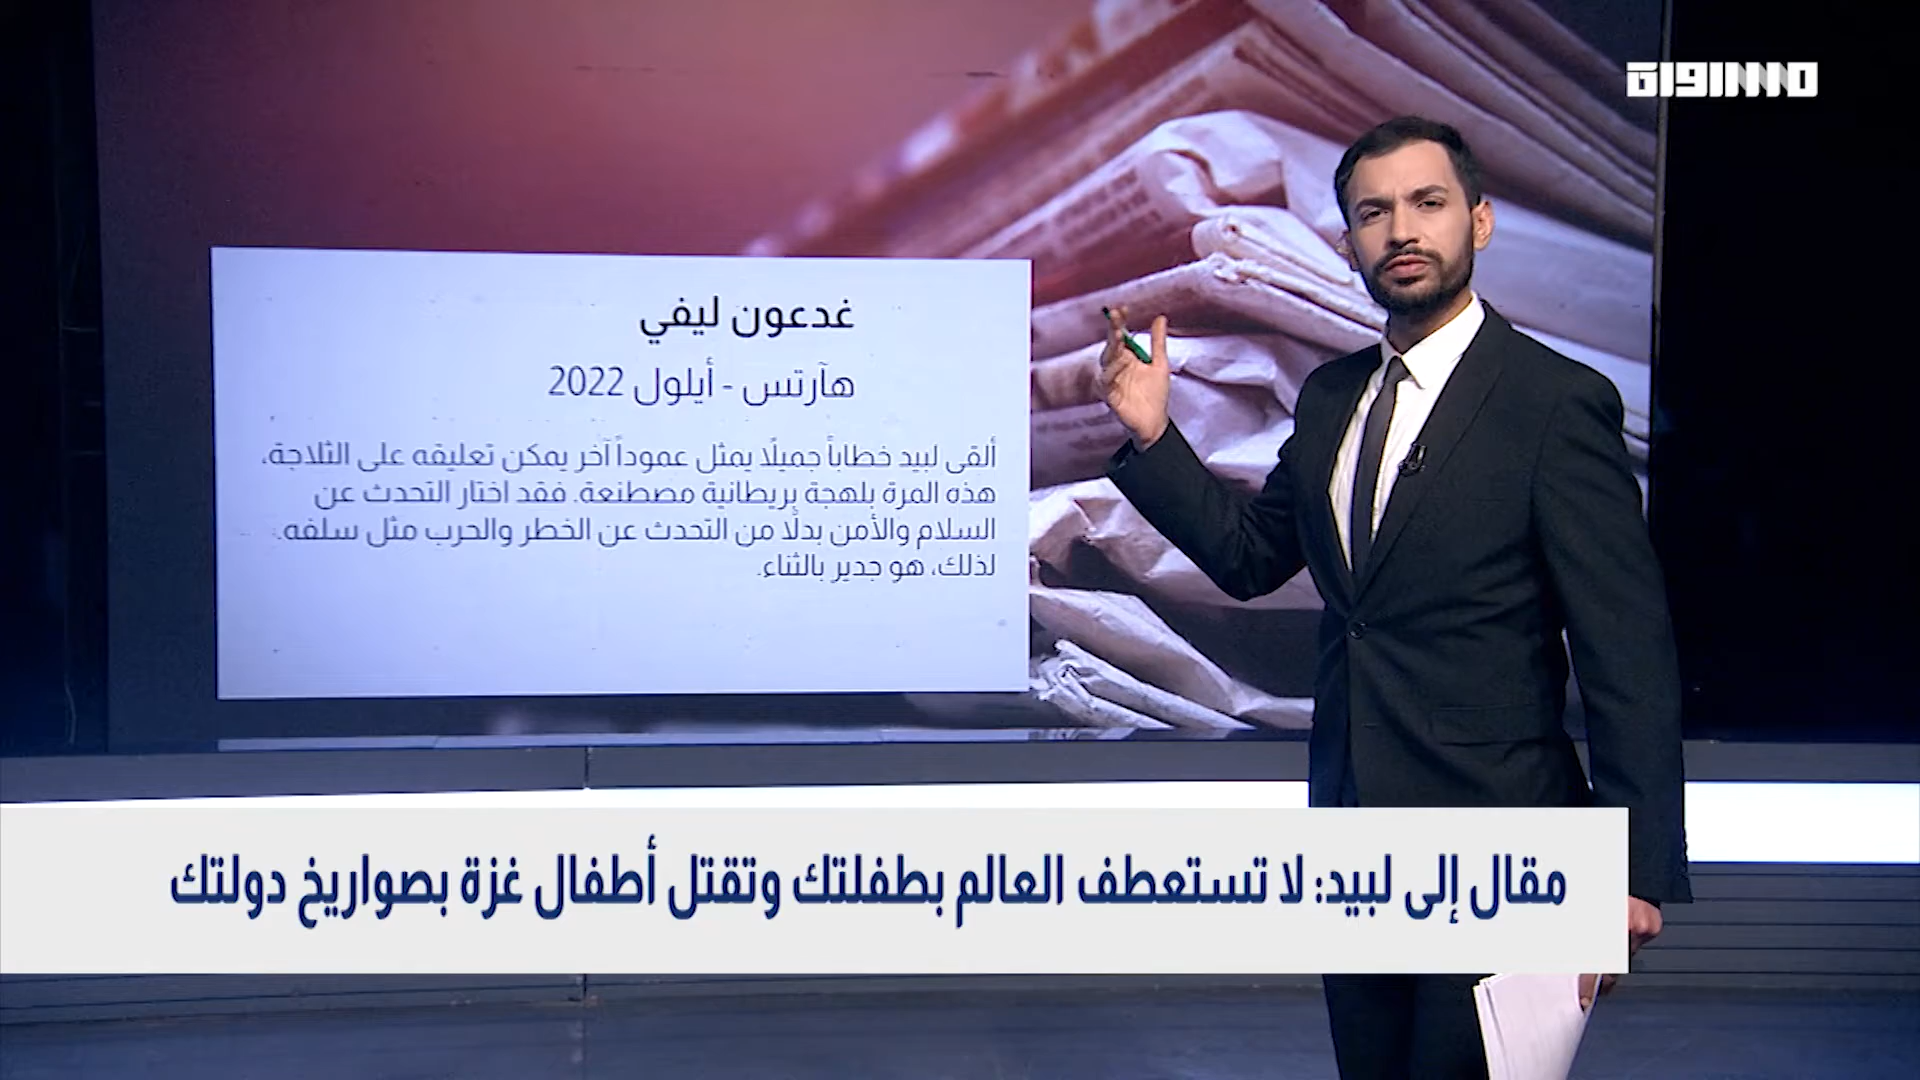 مساواة
غدعون ليفي
هآرتس - أيلول 2022
ألقى لبيد خطاباً جميلًا يمثل عموداً آخر يمكن تعليقه على الثلاجة،
هذه المرة بلهجة بريطانية مصطنعة. فقد اختار التحدث عن
السلام والأمن بدلًا من التحدث عن الخطر والحرب مثل سلفه.
لذلك، هو جدير بالثناء.
مقال إلى لبيد: لا تستعطف العالم بطفلتك وتقتل أطفال غزة بصواريخ دولتك